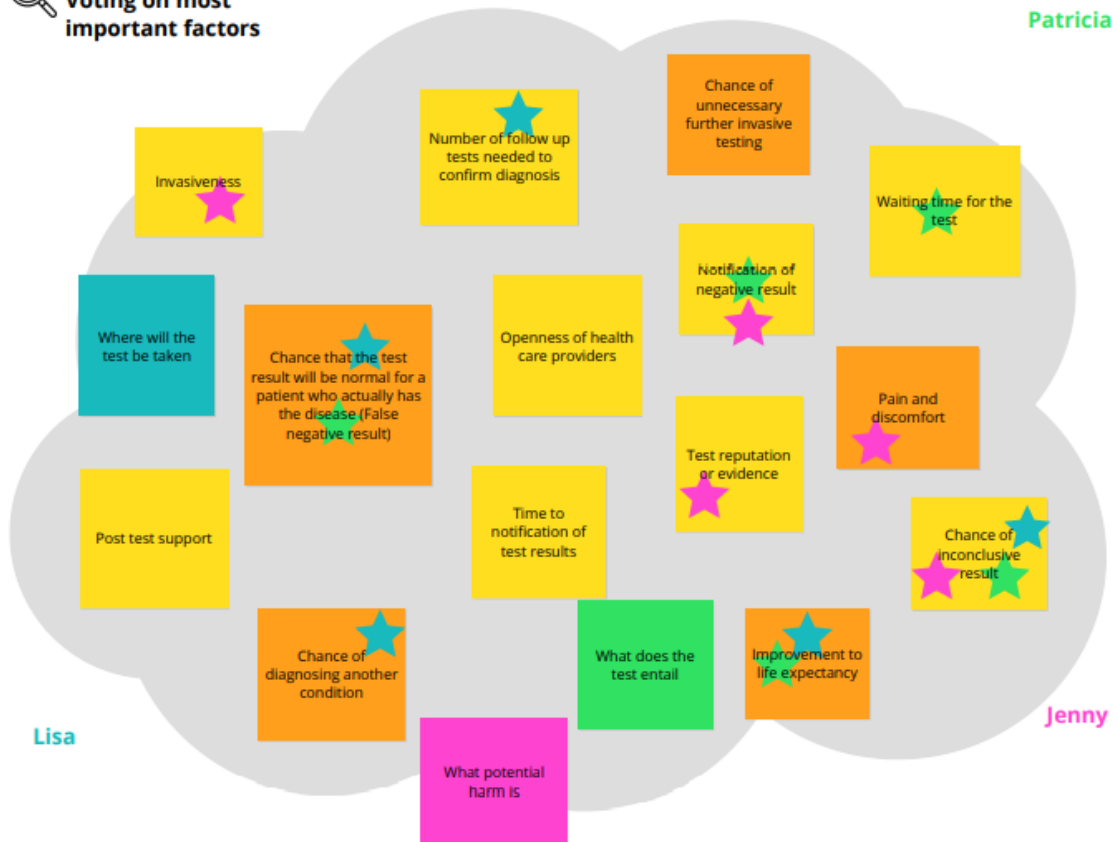 Voting on most
important factors
Patricia
Chance of
unnecessary
further invasive
testing
Number of follow up
tests needed to
confirm diagnosis
Invasiveness
Waiting time for the
test
Notification of
negative result
Where will the
test be taken
Chance that the test
result will be normal for a
patient who actually has
the disease (False
negative result)
Openness of health
care providers
Pain and
discomfort
Test reputation
or evidence
Post test support
Time to
notification of
test results
Chance of
inconclusive
result
Chance of
diagnosing another
condition
What does the
test entail
Improvement to
life expectancy
Lisa
Jenny
What potential
harm is